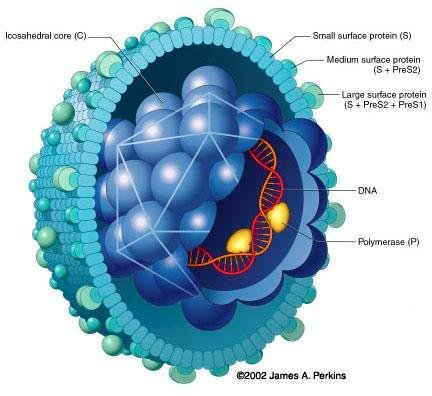 Icosahedral core (C)
Small surface protein (S)
Medium surface protein
(S + PreS2)
Large surface protein
(S + PreS2 + PreS1)
DNA
Polymerase (P)
©2002 James A. Perkins